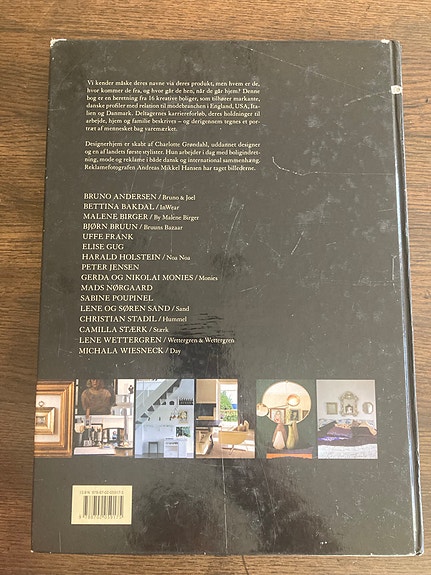 Vi kender måske deres navne via deres produkt, men hvem er de,
hvor kommer de fra, og hvor går de hen, når de går hjem? Denne
bog er en beretning fra 16 kreative boliger, som tilhører markante,
danske profiler med relation til modebranchen i England, USA, Ita-
lien og Danmark. Deltagernes karriereforløb, deres holdninger til
arbejde, hjem og familie beskrives – og derigennem tegnes et por-
træt af mennesket bag varemærket.
Designerhjem er skabt af Charlotte Grøndahl, uddannet designer
og en af landets første stylister. Hun arbejder i dag med boligindret-
ning, mode og reklame i både dansk og international sammenhæng.
Reklamefotografen Andreas Mikkel Hansen har taget billederne.
BRUNO ANDERSEN / Bruno & Joel
BETTINA BAKDAL / InWear
MALENE BIRGER / By Malene Birger
BJØRN BRUUN / Bruuns Bazaar
UFFE FRANK
ELISE GUG
HARALD HOLSTEIN / Noa Noa
PETER JENSEN
GERDA OG NIKOLAI MONIES / Monies
MADS NØRGAARD
SABINE POUPINEL
LENE OG SØREN SAND / Sand
CHRISTIAN STADIL / Hummel
CAMILLA STÆRK / Stærk
LENE WETTERGREN / Wettergren & Wettergren
MICHALA WIESNECK / Day